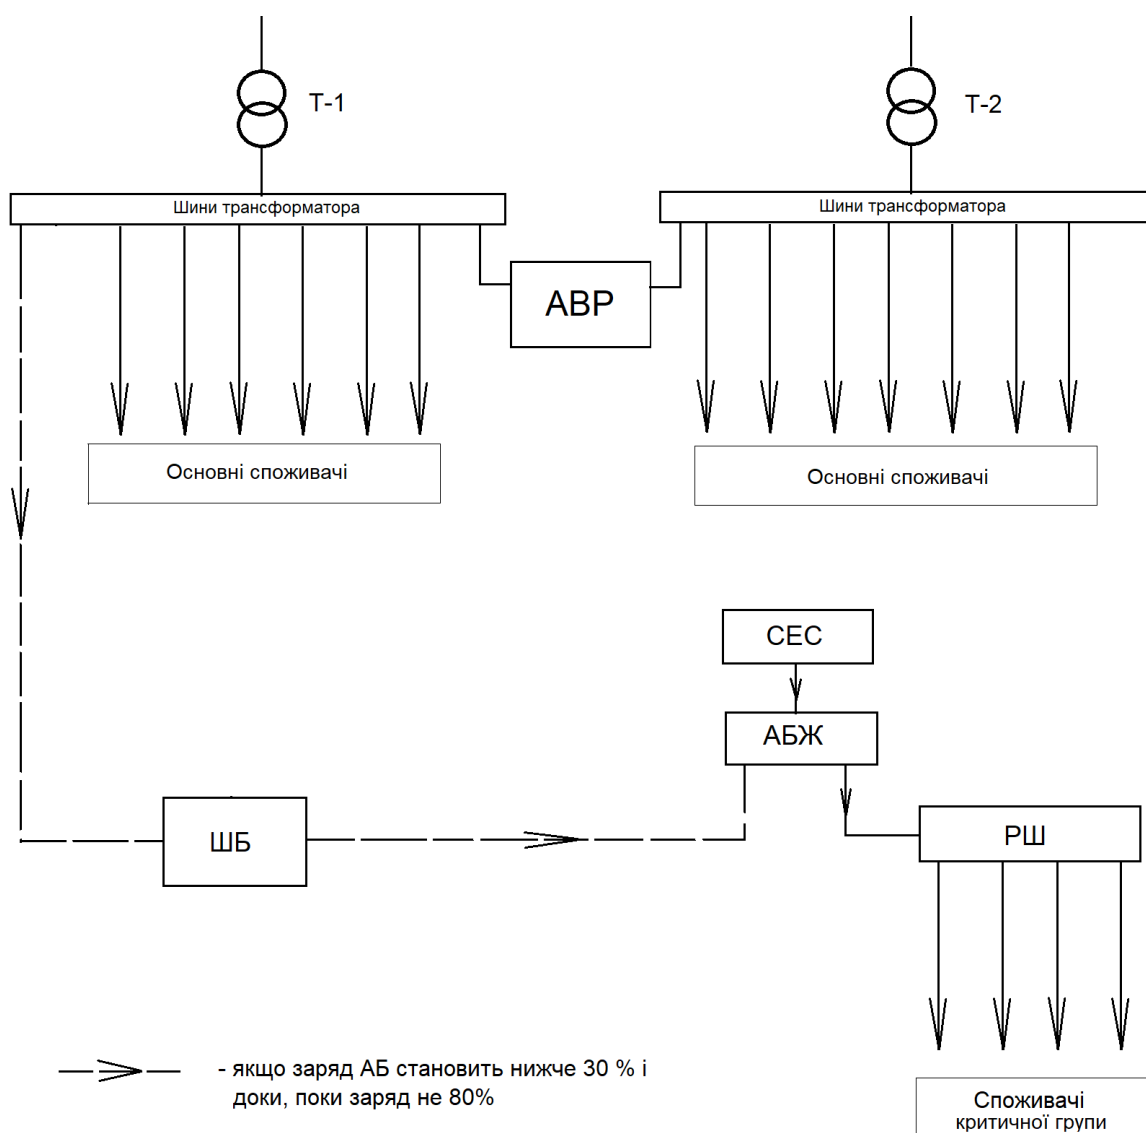 Т-1
Т-2
Шини трансформатора
Шини трансформатора
АВР
Основні споживачі
Основні споживачі
СЕС
АБЖ
ШБ
РШ
- якщо заряд АБ становить нижче 30 % і
доки, поки заряд не 80%
Споживачі
критичної групи